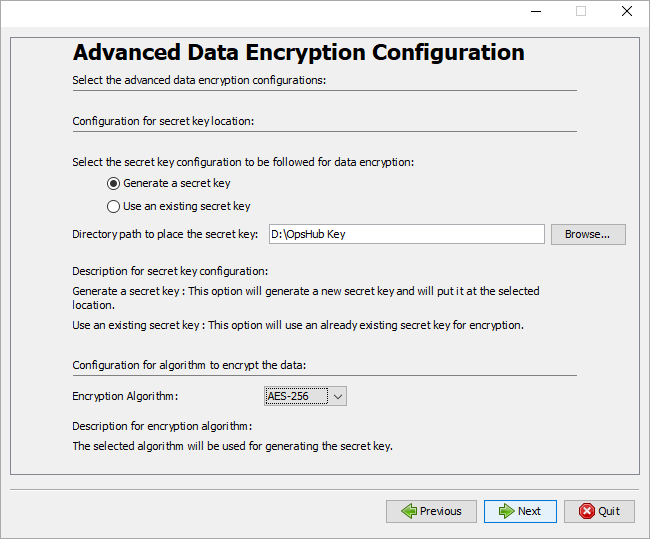 Advanced Data Encryption Configuration
Select the advanced data encryption configurations:
Configuration for secret key location:
Select the secret key configuration to be followed for data encryption:
Generate a secret key
Use an existing secret key
Directory path to place the secret key: D:\OpsHub Key Browse...
Description for secret key configuration:
Generate a secret key : This option will generate a new secret key and will put it at the selected
location.
Use an existing secret key : This option will use an already existing secret key for encryption.
Configuration for algorithm to encrypt the data:
Encryption Algorithm: AES-256
Description for encryption algorithm:
The selected algorithm will be used for generating the secret key.
Previous Next Quit